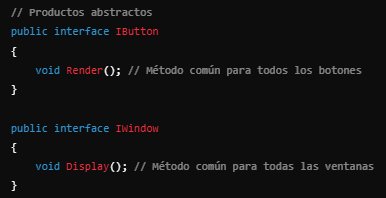 // Productos abstractos
public interface IButton
{
    void Render(); // Método común para todos los botones
}

public interface IWindow
{
    void Display(); // Método común para todas las ventanas
}